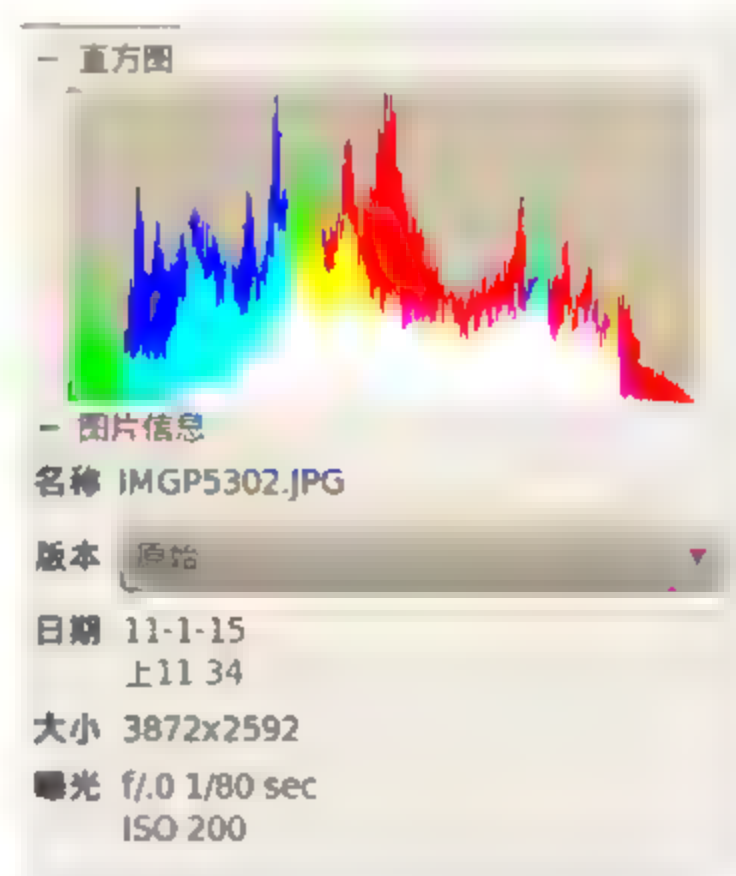 直方图
图片信息
名称 IMGP5302.JPG
版本 原始
日期 11-1-15
上11 34
大小 3872x2592
曝光 f/.0 1/80 sec
ISO 200